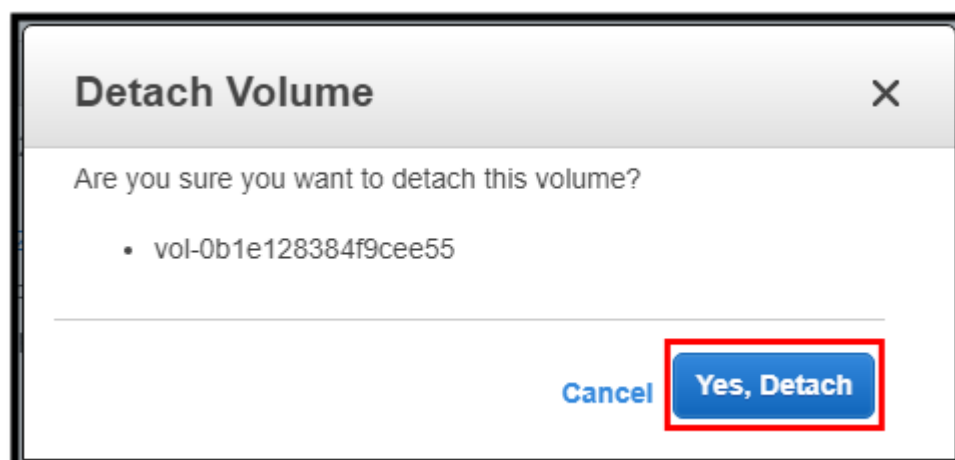 Detach Volume
Are you sure you want to detach this volume?
• vol-0b1e128384f9cee55
Cancel
Yes, Detach